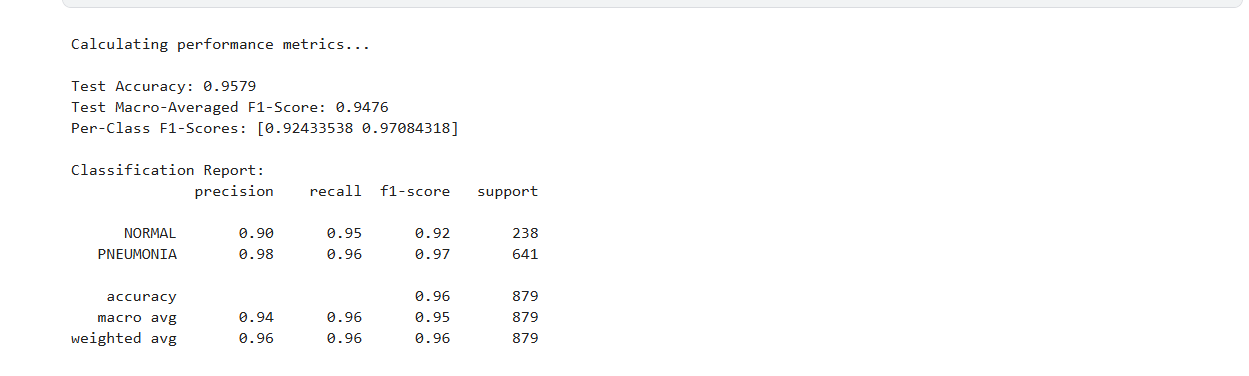 Calculating performance metrics...
Test Accuracy: 0.9579
Test Macro-Averaged F1-Score: 0.9476
Per-Class F1-Scores: [0.92433538 0.97084318]
Classification Report:
precision recall f1-score support
NORMAL 0.90 0.95 0.92 238
PNEUMONIA 0.98 0.96 0.97 641
accuracy 0.96 879
macro avg 0.94 0.96 0.95 879
weighted avg 0.96 0.96 0.96 879